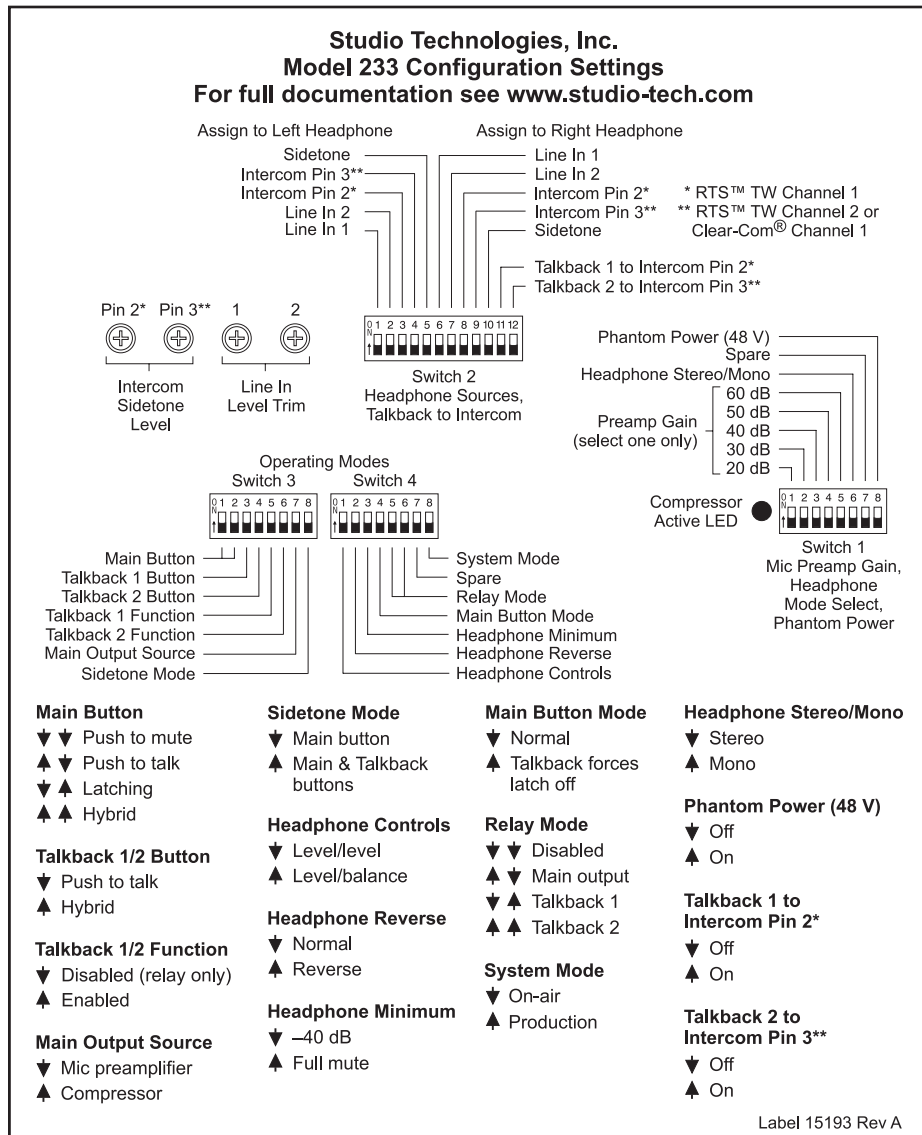 Studio Technologies, Inc.
Model 233 Configuration Settings
For full documentation see www.studio-tech.com
Assign to Left Headphone
Sidetone
Intercom Pin 3**
Intercom Pin 2*
Line In 2
Line In 1
Assign to Right Headphone
Line In 1
Line In 2
Intercom Pin 2*
Intercom Pin 3**
Sidetone
* RTS™ TW Channel 1
** RTS™ TW Channel 2 or
Clear-Com® Channel 1
Talkback 1 to Intercom Pin 2*
Talkback 2 to Intercom Pin 3**
Pin 2* Pin 3** 1 2
Intercom
Sidetone
Level
Line In
Level Trim
ON 1 2 3 4 5 6 7 8 9 10 11 12
Switch 2
Headphone Sources,
Talkback to Intercom
Phantom Power (48 V)
Spare
Headphone Stereo/Mono
Preamp Gain
(select one only)
60 dB
50 dB
40 dB
30 dB
20 dB
Compressor
Active LED
ON 1 2 3 4 5 6 7 8
Switch 1
Mic Preamp Gain,
Headphone
Mode Select,
Phantom Power
Operating Modes
Switch 3 Switch 4
ON 1 2 3 4 5 6 7 8
ON 1 2 3 4 5 6 7 8
Main Button
Talkback 1 Button
Talkback 2 Button
Talkback 1 Function
Talkback 2 Function
Main Output Source
Sidetone Mode
System Mode
Spare
Relay Mode
Main Button Mode
Headphone Minimum
Headphone Reverse
Headphone Controls
Main Button
Push to mute
Push to talk
Latching
Hybrid
Talkback 1/2 Button
Push to talk
Hybrid
Talkback 1/2 Function
Disabled (relay only)
Enabled
Main Output Source
Mic preamplifier
Compressor
Sidetone Mode
Main button
Main & Talkback
buttons
Headphone Controls
Level/level
Level/balance
Headphone Reverse
Normal
Reverse
Headphone Minimum
–40 dB
Full mute
Main Button Mode
Normal
Talkback forces
latch off
Relay Mode
Disabled
Main output
Talkback 1
Talkback 2
System Mode
On-air
Production
Headphone Stereo/Mono
Stereo
Mono
Phantom Power (48 V)
Off
On
Talkback 1 to
Intercom Pin 2*
Off
On
Talkback 2 to
Intercom Pin 3**
Off
On
Label 15193 Rev A